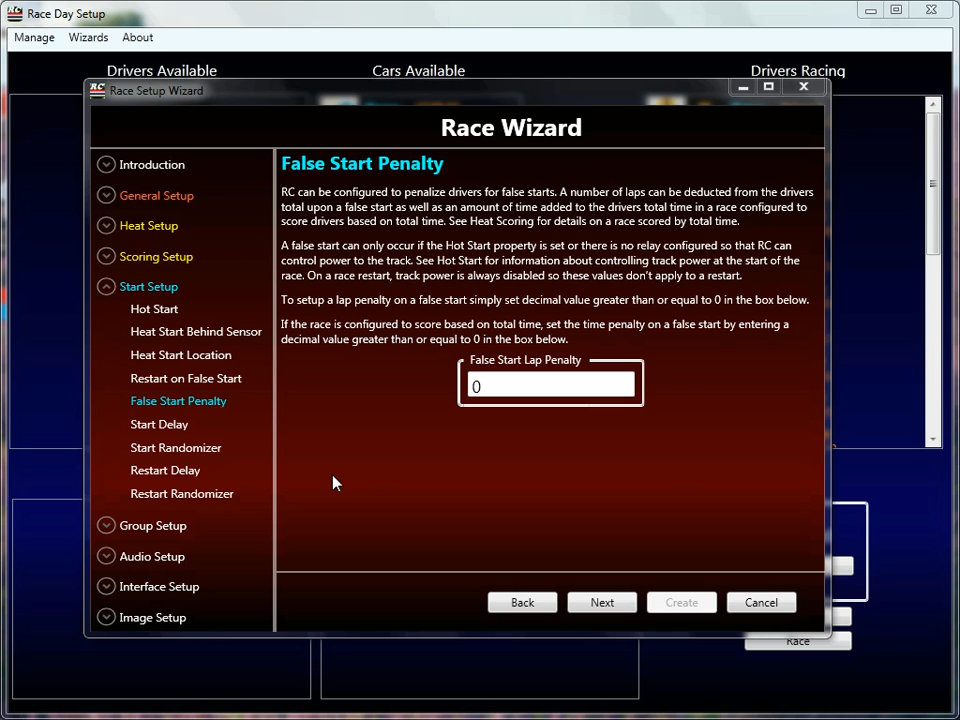 RC
Race Day Setup
Manage Wizards About
Drivers Available Cars Available Drivers Racing
RC
Race Setup Wizard
Race Wizard
Introduction
General Setup
Heat Setup
Scoring Setup
Start Setup
Hot Start
Heat Start Behind Sensor
Heat Start Location
Restart on False Start
False Start Penalty
Start Delay
Start Randomizer
Restart Delay
Restart Randomizer
Group Setup
Audio Setup
Interface Setup
Image Setup
False Start Penalty
RC can be configured to penalize drivers for false starts. A number of laps can be deducted from the drivers
total upon a false start as well as an amount of time added to the drivers total time in a race configured to
score drivers based on total time. See Heat Scoring for details on a race scored by total time.
A false start can only occur if the Hot Start property is set or there is no relay configured so that RC can
control power to the track. See Hot Start for information about controlling track power at the start of the
race. On a race restart, track power is always disabled so these values don't apply to a restart.
To setup a lap penalty on a false start simply set decimal value greater than or equal to 0 in the box below.
If the race is configured to score based on total time, set the time penalty on a false start by entering a
decimal value greater than or equal to 0 in the box below.
False Start Lap Penalty
0
Back Next Create Cancel
Race